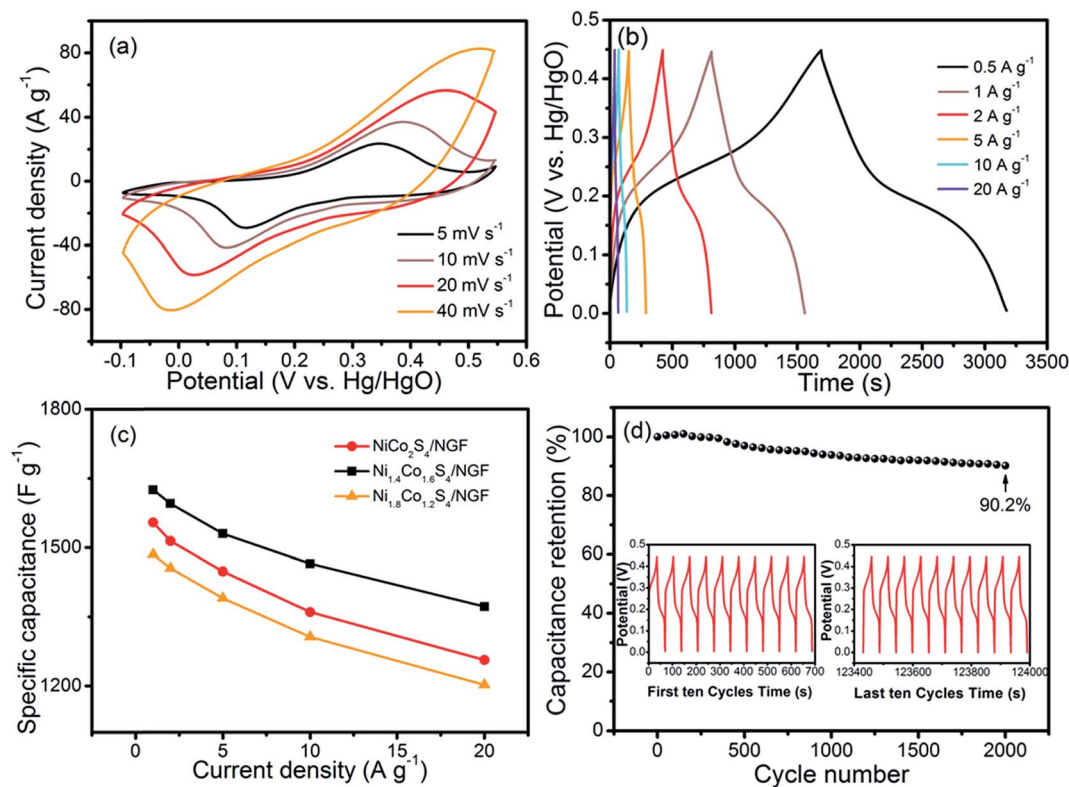 (a)
Current density (A g⁻¹)
80
40
0
-40
-80
5 mV s⁻¹
10 mV s⁻¹
20 mV s⁻¹
40 mV s⁻¹
-0.1 0.0 0.1 0.2 0.3 0.4 0.5 0.6
Potential (V vs. Hg/HgO)
(b)
Potential (V vs. Hg/HgO)
0.5
0.4
0.3
0.2
0.1
0.0
0.5 A g⁻¹
1 A g⁻¹
2 A g⁻¹
5 A g⁻¹
10 A g⁻¹
20 A g⁻¹
0 500 1000 1500 2000 2500 3000 3500
Time (s)
(c)
Specific capacitance (F g⁻¹)
1800
1500
1200
NiCo₂S₄/NGF
Ni₁.₄Co₁.₆S₄/NGF
Ni₁.₈Co₁.₂S₄/NGF
0 5 10 15 20
Current density (A g⁻¹)
(d)
Capacitance retention (%)
100
80
60
40
20
0
90.2%
Potential (V)
0.5
0.4
0.3
0.2
0.1
0.0
0 100 200 300 400 500 600 700
First ten Cycles Time (s)
Potential (V)
0.5
0.4
0.3
0.2
0.1
0.0
123400 123600 123800 124000
Last ten Cycles Time (s)
0 500 1000 1500 2000
Cycle number